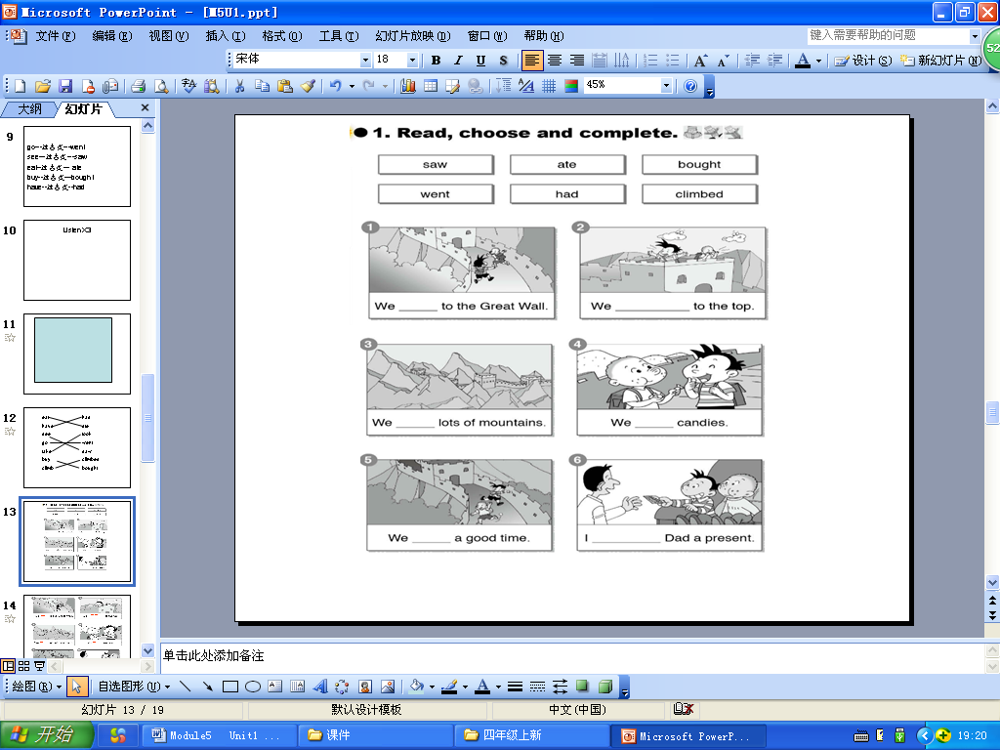 Microsoft PowerPoint - [M5U1.ppt]
文件(F) 编辑(E) 视图(V) 插入(I) 格式(O) 工具(T) 幻灯片放映(D) 窗口(W) 帮助(H) 键入需要帮助的问题
52
宋体 18 B I U S A A A 设计(S) 新幻灯片(N)
45%
大纲 幻灯片
9
go--过去式--went
see--过去式--saw
eat--过去式-- ate
buy--过去式--bought
have--过去式--had
10
11
12
13
14
1. Read, choose and complete.
saw ate bought
went had climbed
1 2
We ______ to the Great Wall. We ____________ to the top.
3 4
We ______ lots of mountains. We ______ candies.
5 6
We ______ a good time. I __________ Dad a present.
单击此处添加备注
绘图(R) 自选图形(U)
幻灯片 13 / 19 默认设计模板 中文(中国)
开始 Module5 Unit1 ... 课件 四年级上新 Microsoft PowerP... 19:20